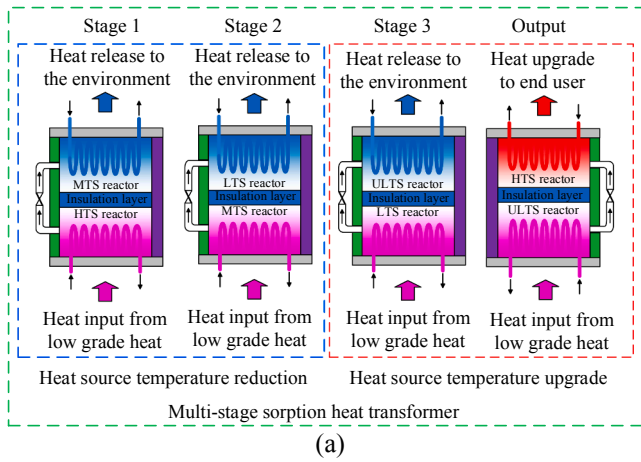 Stage 1
Stage 2
Stage 3
Output
Heat release to
the environment
Heat release to
the environment
Heat release to
the environment
Heat upgrade
to end user
MTS reactor
Insulation layer
HTS reactor
LTS reactor
Insulation layer
MTS reactor
ULTS reactor
Insulation layer
LTS reactor
HTS reactor
Insulation layer
ULTS reactor
Heat input from
low grade heat
Heat input from
low grade heat
Heat input from
low grade heat
Heat input from
low grade heat
Heat source temperature reduction
Heat source temperature upgrade
Multi-stage sorption heat transformer
(a)